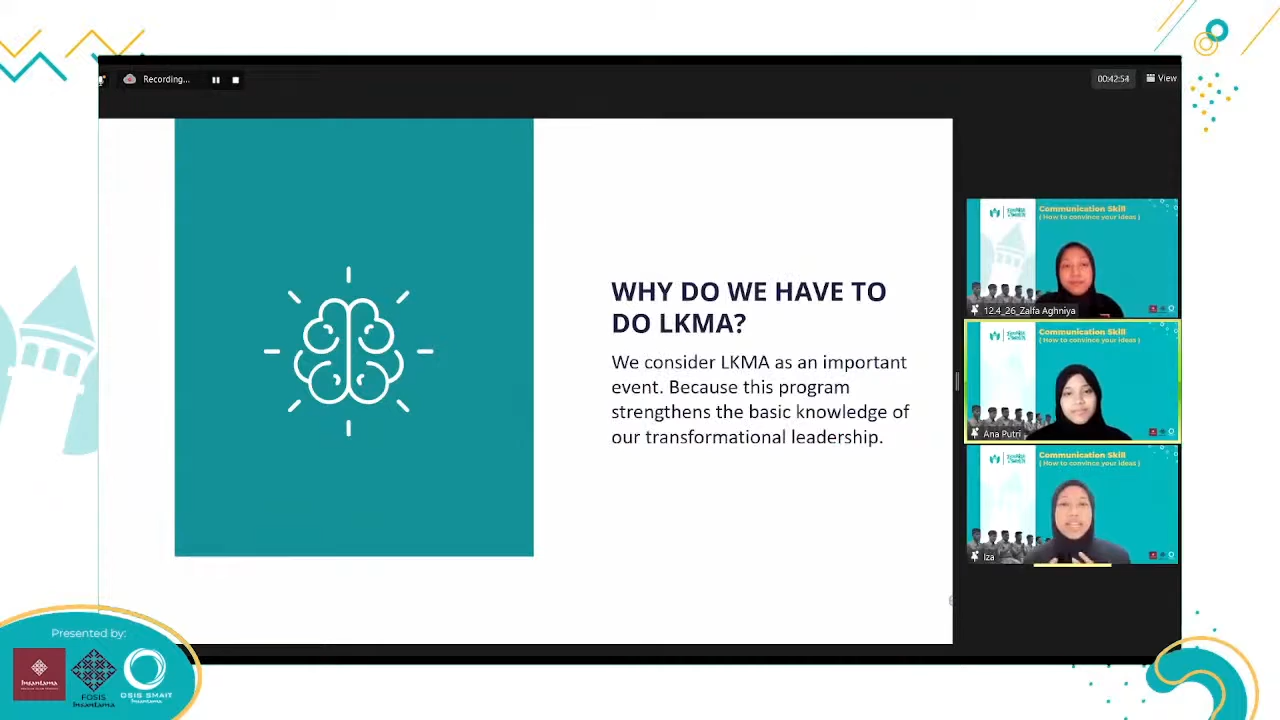 Recording...
00:42:54
View
WHY DO WE HAVE TO
DO LKMA?
We consider LKMA as an important
event. Because this program
strengthens the basic knowledge of
our transformational leadership.
Communication Skill
( How to convince your ideas )
12.4_26_Zalfa Aghniya
Communication Skill
( How to convince your ideas )
Ana Putri
Communication Skill
( How to convince your ideas )
Iza
Presented by:
Insantama
FOSIS
Insantama
OSIS SMAIT
Insantama